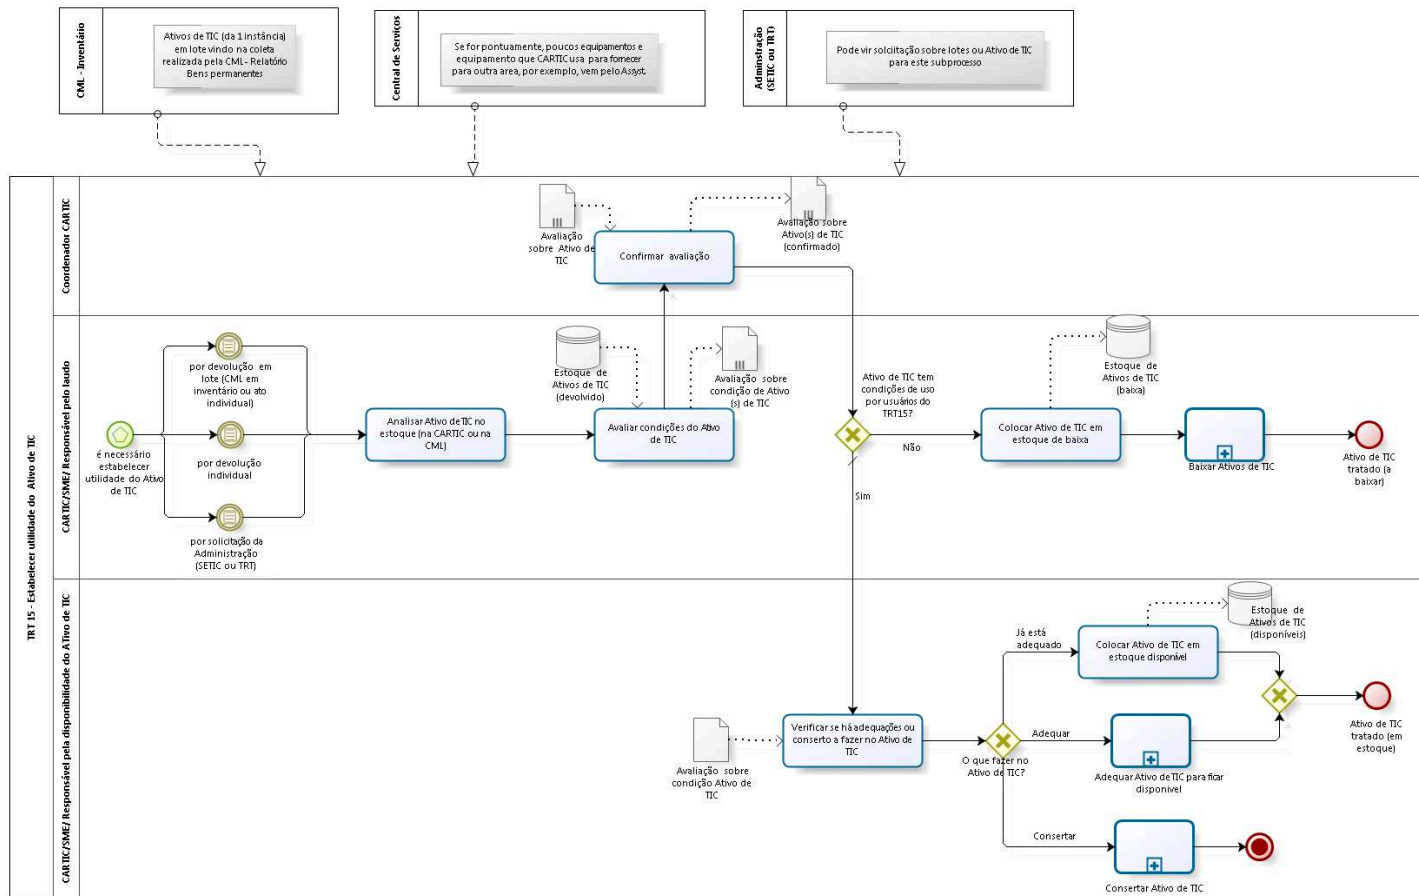 CML - Inventário
Ativos de TIC (da 1 instância)
em lote vindo na coleta
realizada pela CML- Relatório
Bens permanentes
Central de Serviços
Se for pontuamente, poucos equipamentos e
equipamento que CARTIC usa para fornecer
para outra area, por exemplo, vem pelo Assyst.
Adminstração
(SETIC ou TRT)
Pode vir solciitação sobre lotes ou Ativo de TIC
para este subprocesso
TRT 15 - Estabelecer utilidade do Ativo de TIC
Coordenador CARTIC
Avaliação
sobre Ativo de
TIC
Confirmar avaliação
Avaliação sobre
Ativo(s) de TIC
(confirmado)
CARTIC/SME/ Responsável pelo laudo
é necessário
estabelecer
utilidade do Ativo
de TIC
por devolução em
lote (CML em
inventário ou ato
individual)
por devolução
individual
por solicitação da
Administração
(SETIC ou TRT)
Analisar Ativo de TIC no
estoque (na CARTIC ou na
CML)
Estoque de
Ativos de TIC
(devolvido)
Avaliar condições do Ativo
de TIC
Avaliação sobre
condição de Ativo
(s) de TIC
Ativo de TIC tem
condições de uso
por usuários do
TRT15?
Não
Sim
Colocar Ativo de TIC em
estoque de baixa
Estoque de
Ativos de TIC
(baixa)
Baixar Ativos de TIC
Ativo de TIC
tratado (a
baixar)
CARTIC/SME/ Responsável pela disponibilidade do ATivo de TIC
Avaliação sobre
condição Ativo de
TIC
Verificar se há adequações ou
conserto a fazer no Ativo de
TIC
O que fazer no
Ativo de TIC?
Já está
adequado
Colocar Ativo de TIC em
estoque disponível
Estoque de
Ativos de TIC
(disponíveis)
Adequar
Adequar Ativo de TIC para ficar
disponivel
Ativo de TIC
tratado (em
estoque)
Consertar
Consertar Ativo de TIC